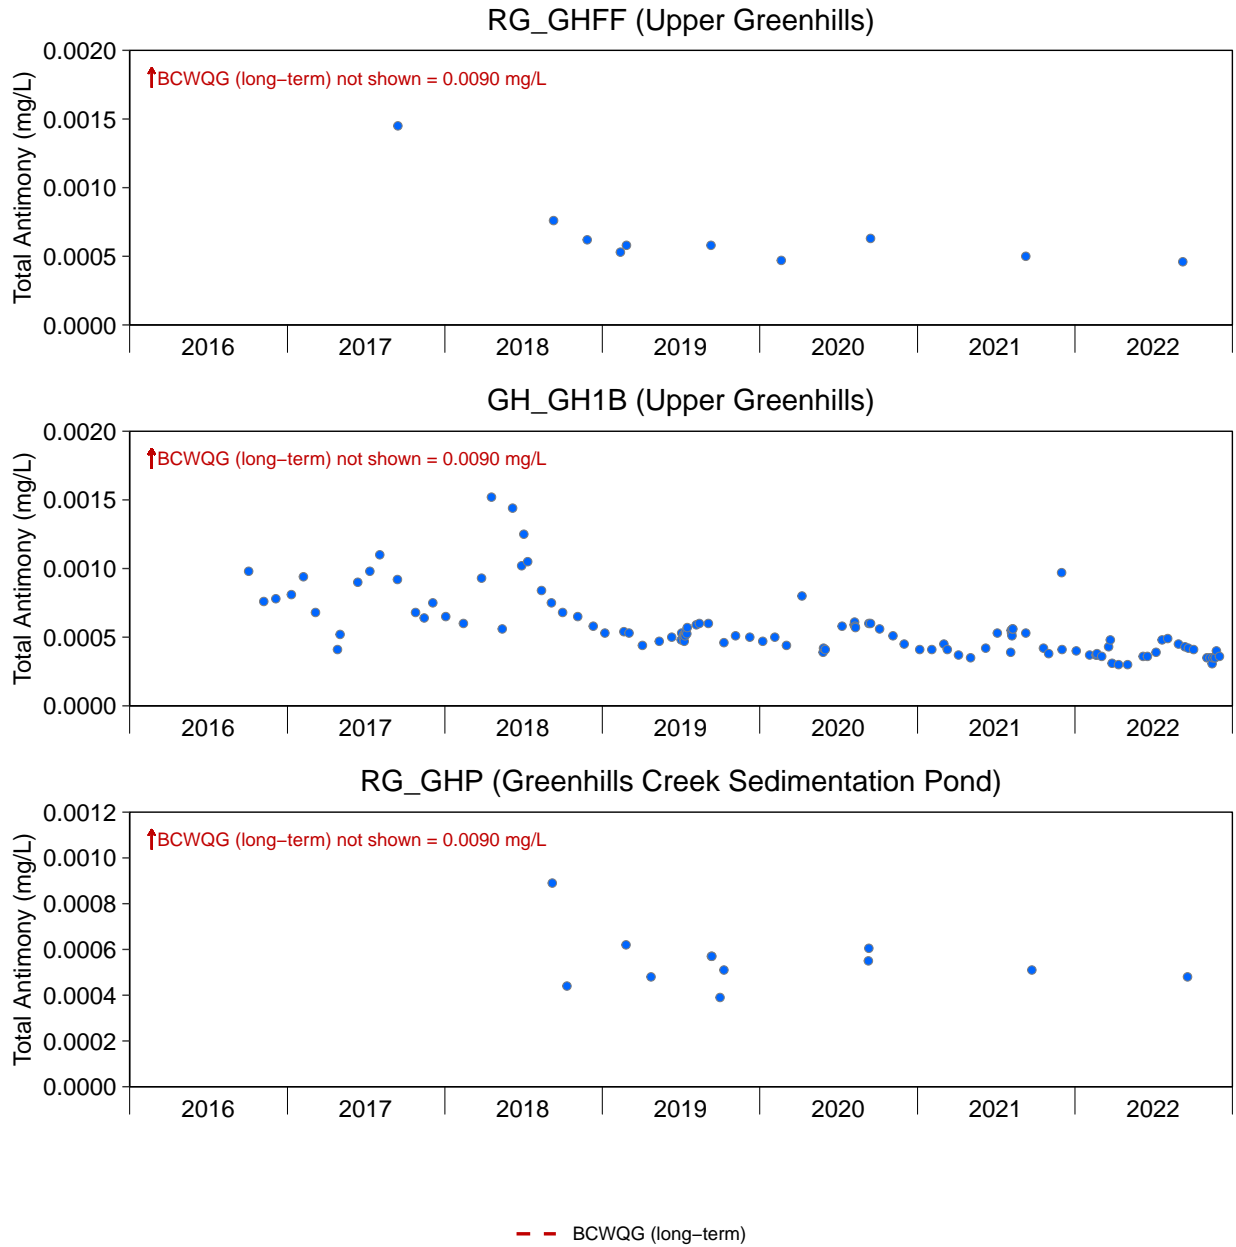 RG_GHFF (Upper Greenhills)
Total Antimony (mg/L)
0.0020
0.0015
0.0010
0.0005
0.0000
BCWQG (long−term) not shown = 0.0090 mg/L
2016 2017 2018 2019 2020 2021 2022
GH_GH1B (Upper Greenhills)
Total Antimony (mg/L)
0.0020
0.0015
0.0010
0.0005
0.0000
BCWQG (long−term) not shown = 0.0090 mg/L
2016 2017 2018 2019 2020 2021 2022
RG_GHP (Greenhills Creek Sedimentation Pond)
Total Antimony (mg/L)
0.0012
0.0010
0.0008
0.0006
0.0004
0.0002
0.0000
BCWQG (long−term) not shown = 0.0090 mg/L
2016 2017 2018 2019 2020 2021 2022
BCWQG (long−term)